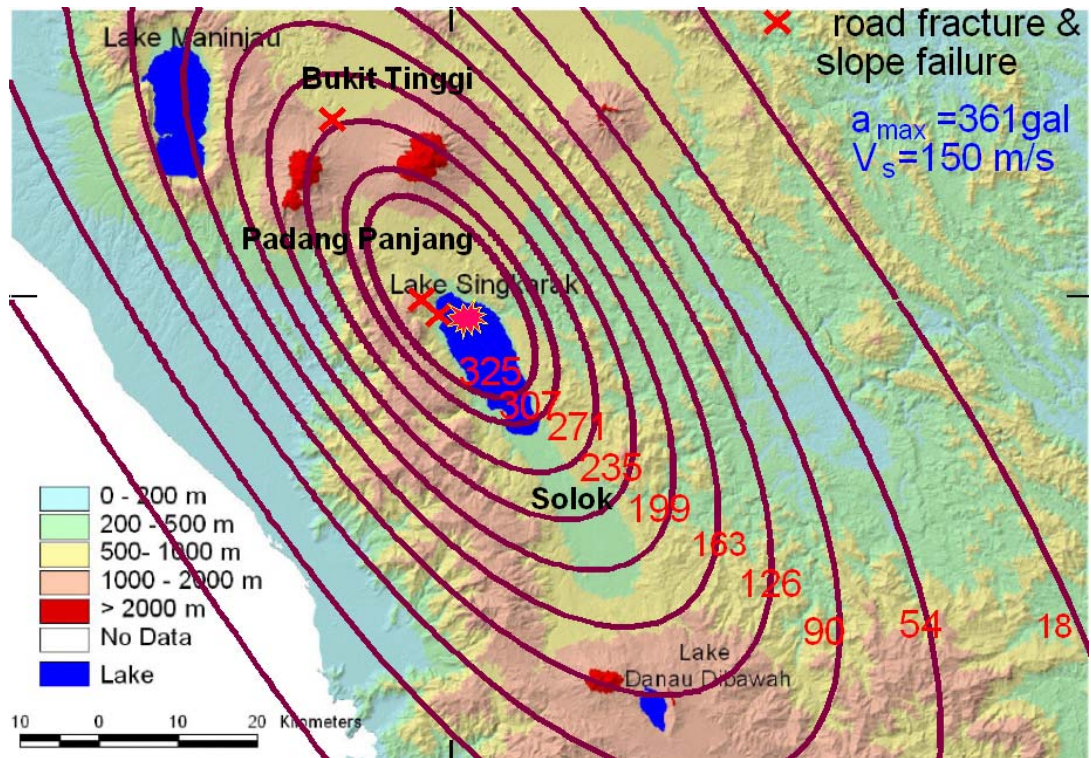 Lake Maninjau
road fracture &
slope failure
Bukit Tinggi
a max =361gal
V s=150 m/s
Padang Panjang
Lake Singkarak
325
307
271
235
Solok
199
163
126
90
54
18
0 - 200 m
200 - 500 m
500- 1000 m
1000 - 2000 m
> 2000 m
No Data
Lake
Lake
Danau Dibawah
10 0 10 20 Kilometers